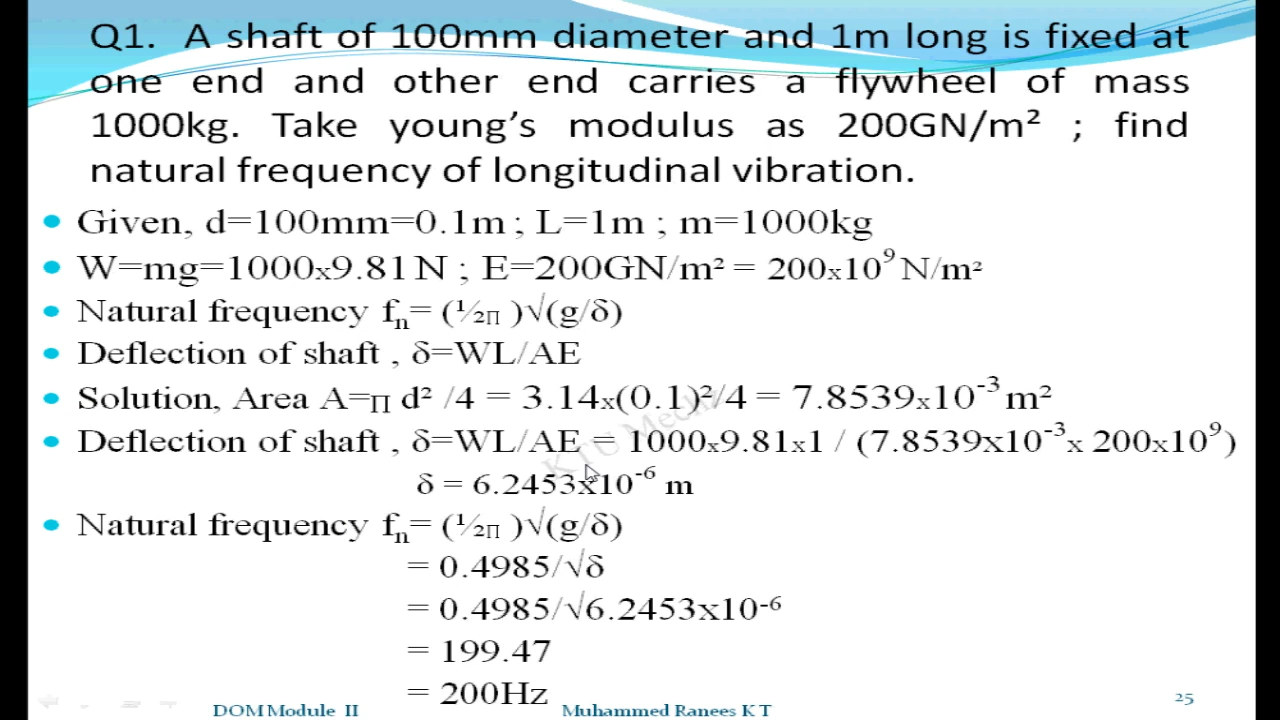 Q1. A shaft of 100mm diameter and 1m long is fixed at
one end and other end carries a flywheel of mass
1000kg. Take young's modulus as 200GN/m² ; find
natural frequency of longitudinal vibration.
• Given, d=100mm=0.1m ; L=1m ; m=1000kg
• W=mg=1000x9.81 N ; E=200GN/m² = 200x10⁹ N/m²
• Natural frequency fₙ= (¹⁄₂Π )√(g/δ)
• Deflection of shaft , δ=WL/AE
• Solution, Area A=Π d² /4 = 3.14x(0.1)²/4 = 7.8539x10⁻³ m²
• Deflection of shaft , δ=WL/AE = 1000x9.81x1 / (7.8539x10⁻³x 200x10⁹)
δ = 6.2453x10⁻⁶ m
• Natural frequency fₙ= (¹⁄₂Π )√(g/δ)
= 0.4985/√δ
= 0.4985/√6.2453x10⁻⁶
= 199.47
= 200Hz
KTU Mech
DOM Module II Muhammed Ranees K T 25